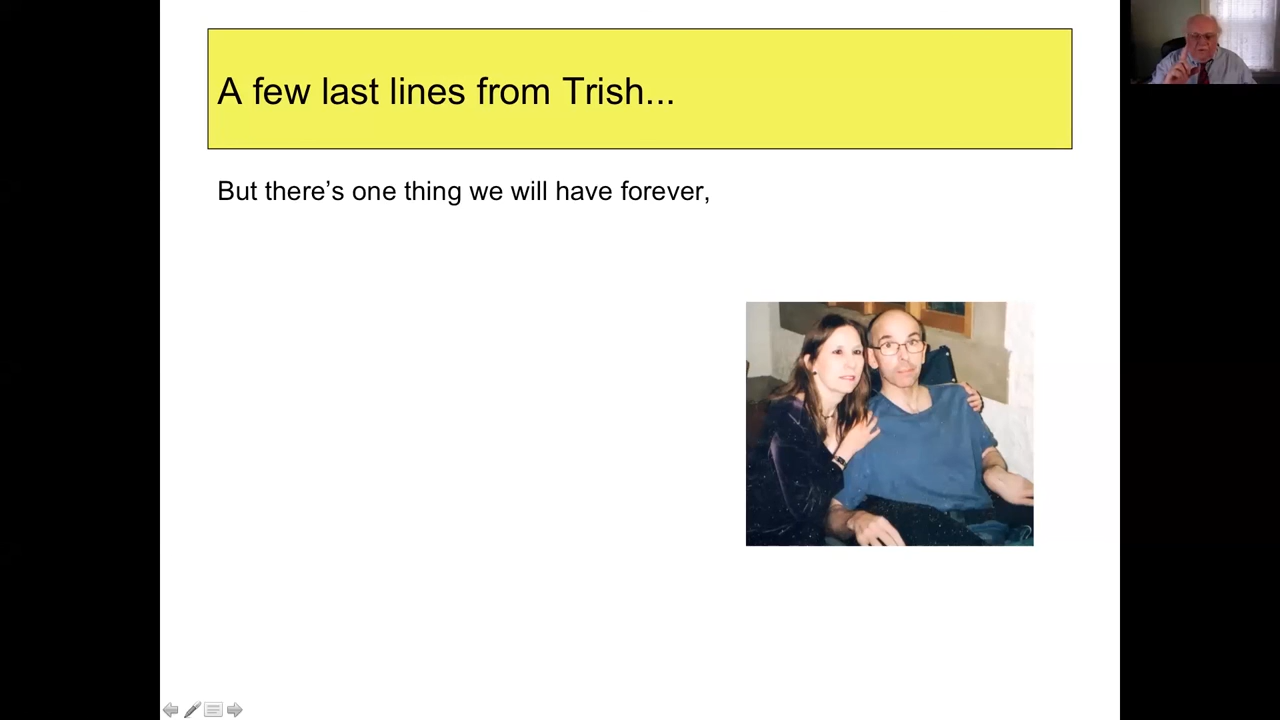 A few last lines from Trish...
But there’s one thing we will have forever,